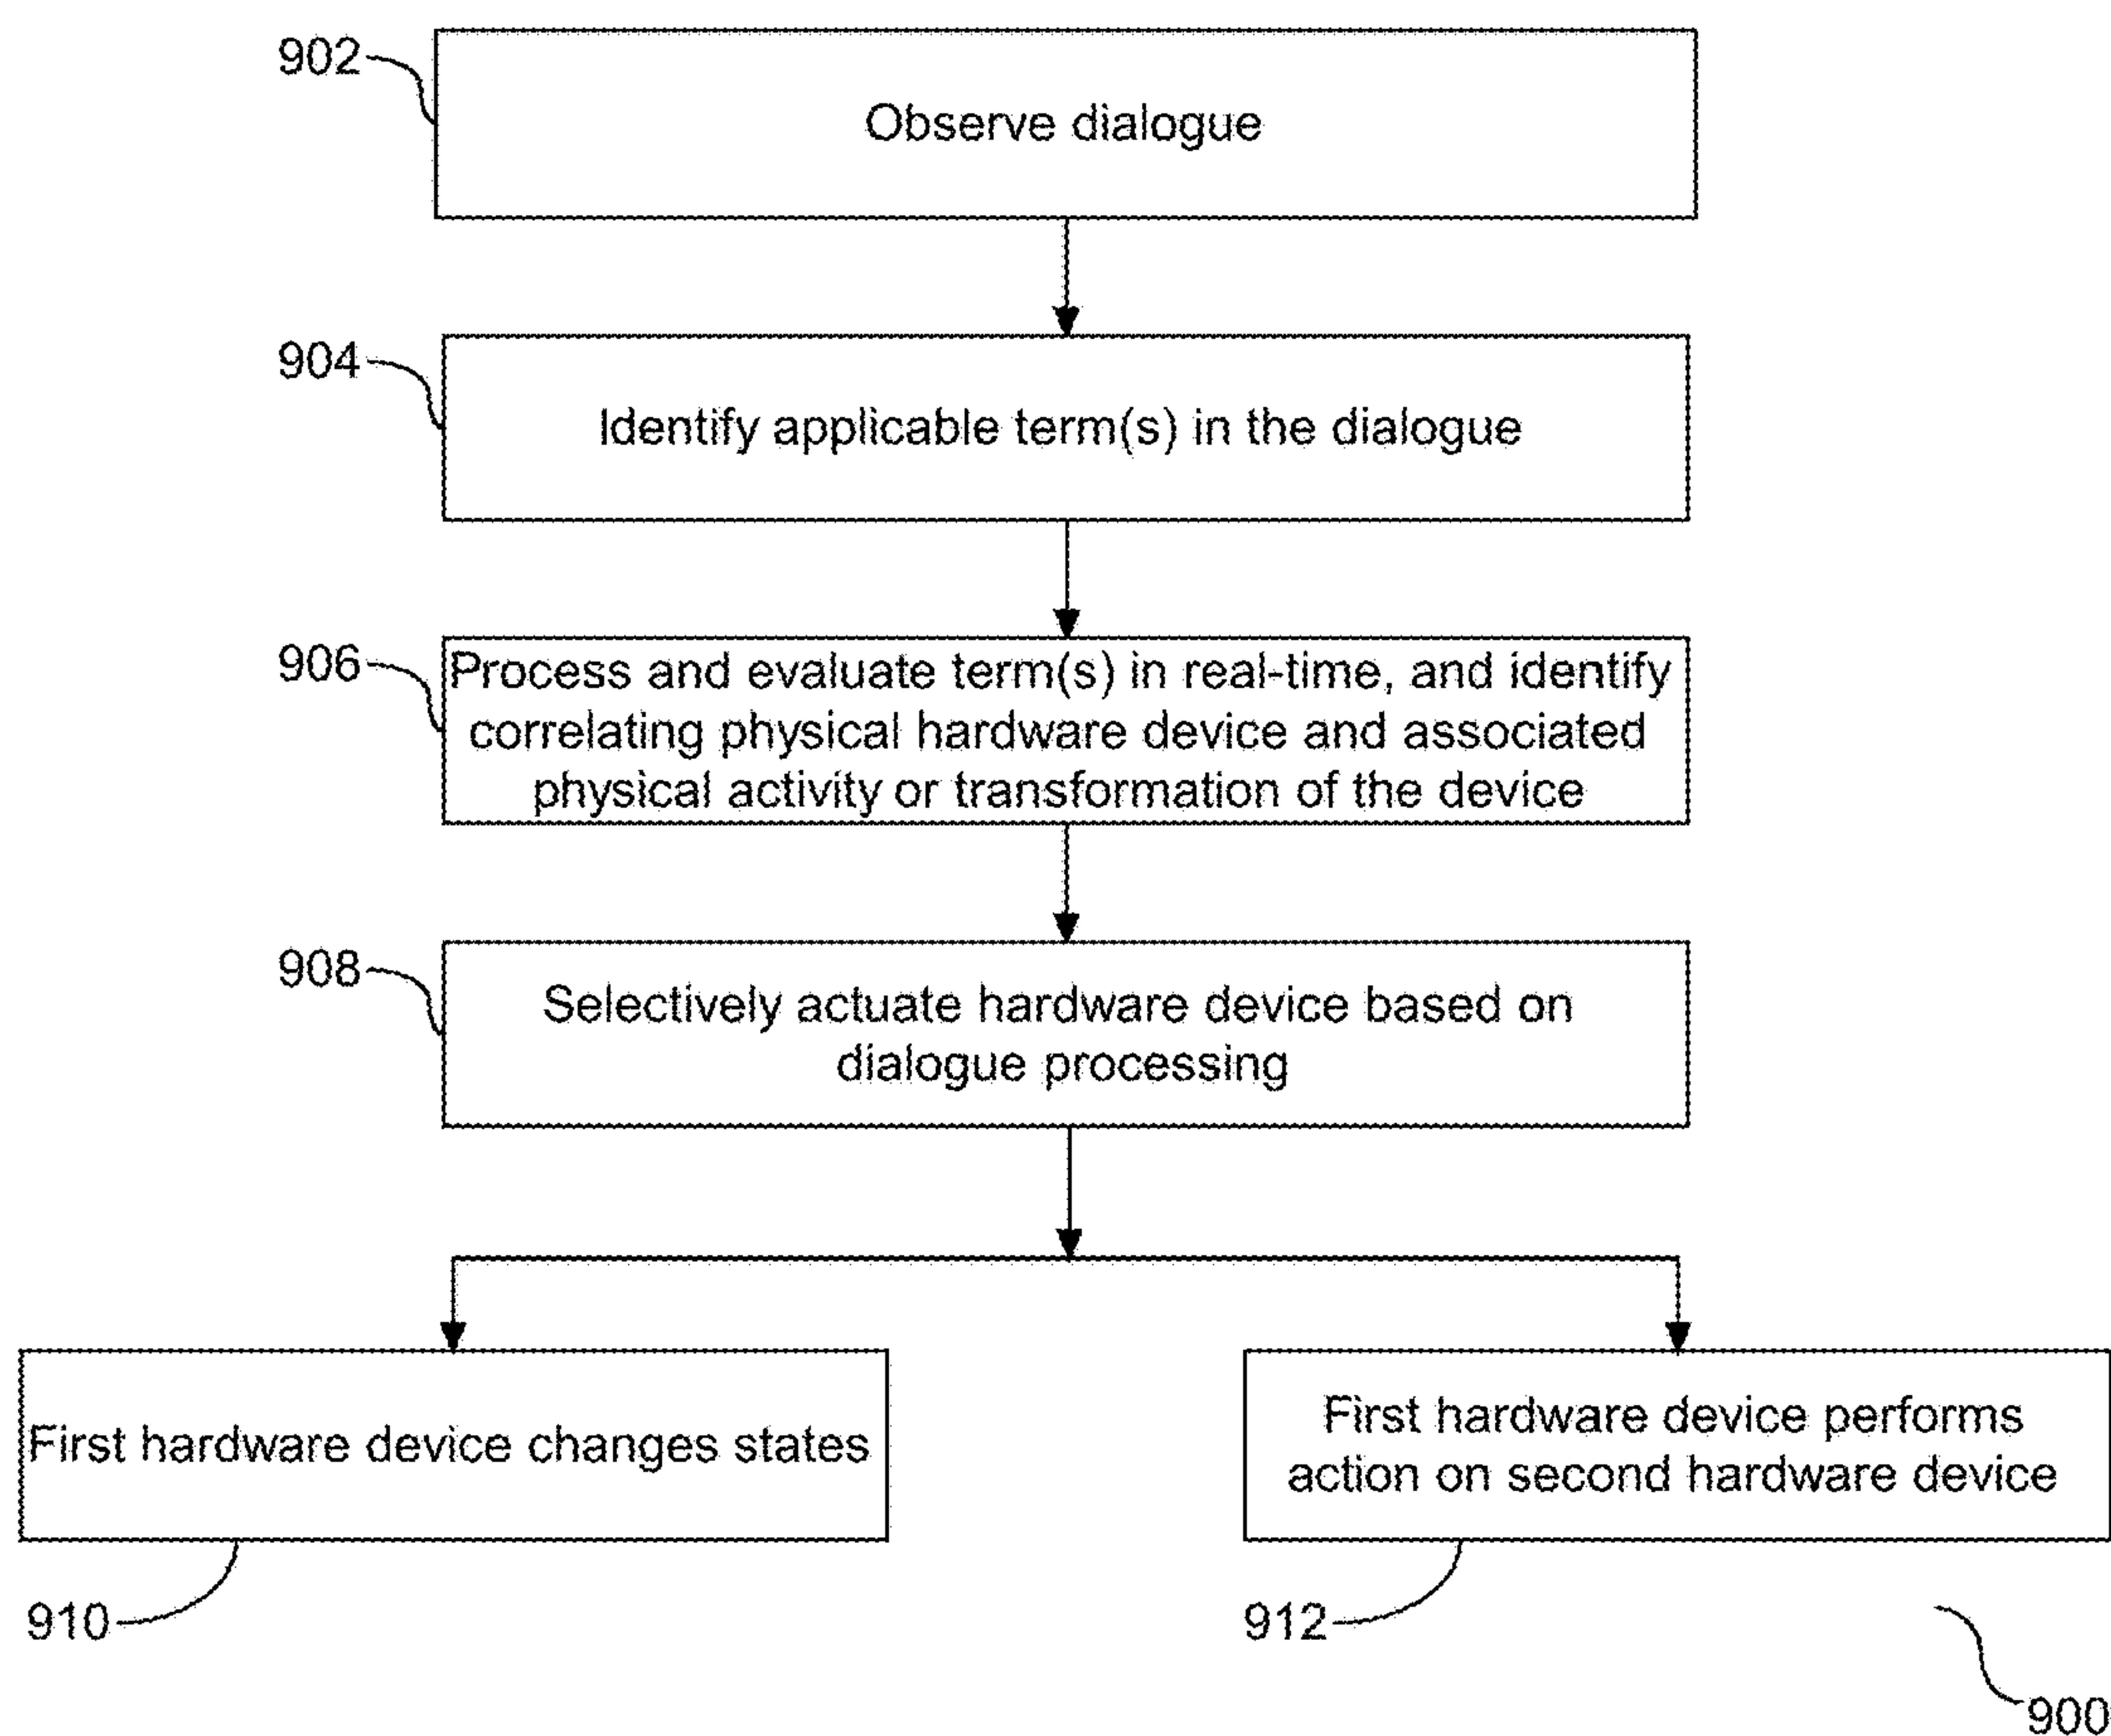 902
Observe dialogue
904
Identify applicable term(s) in the dialogue
906
Process and evaluate term(s) in real-time, and identify
correlating physical hardware device and associated
physical activity or transformation of the device
908
Selectively actuate hardware device based on
dialogue processing
First hardware device changes states
910
First hardware device performs
action on second hardware device
912
900